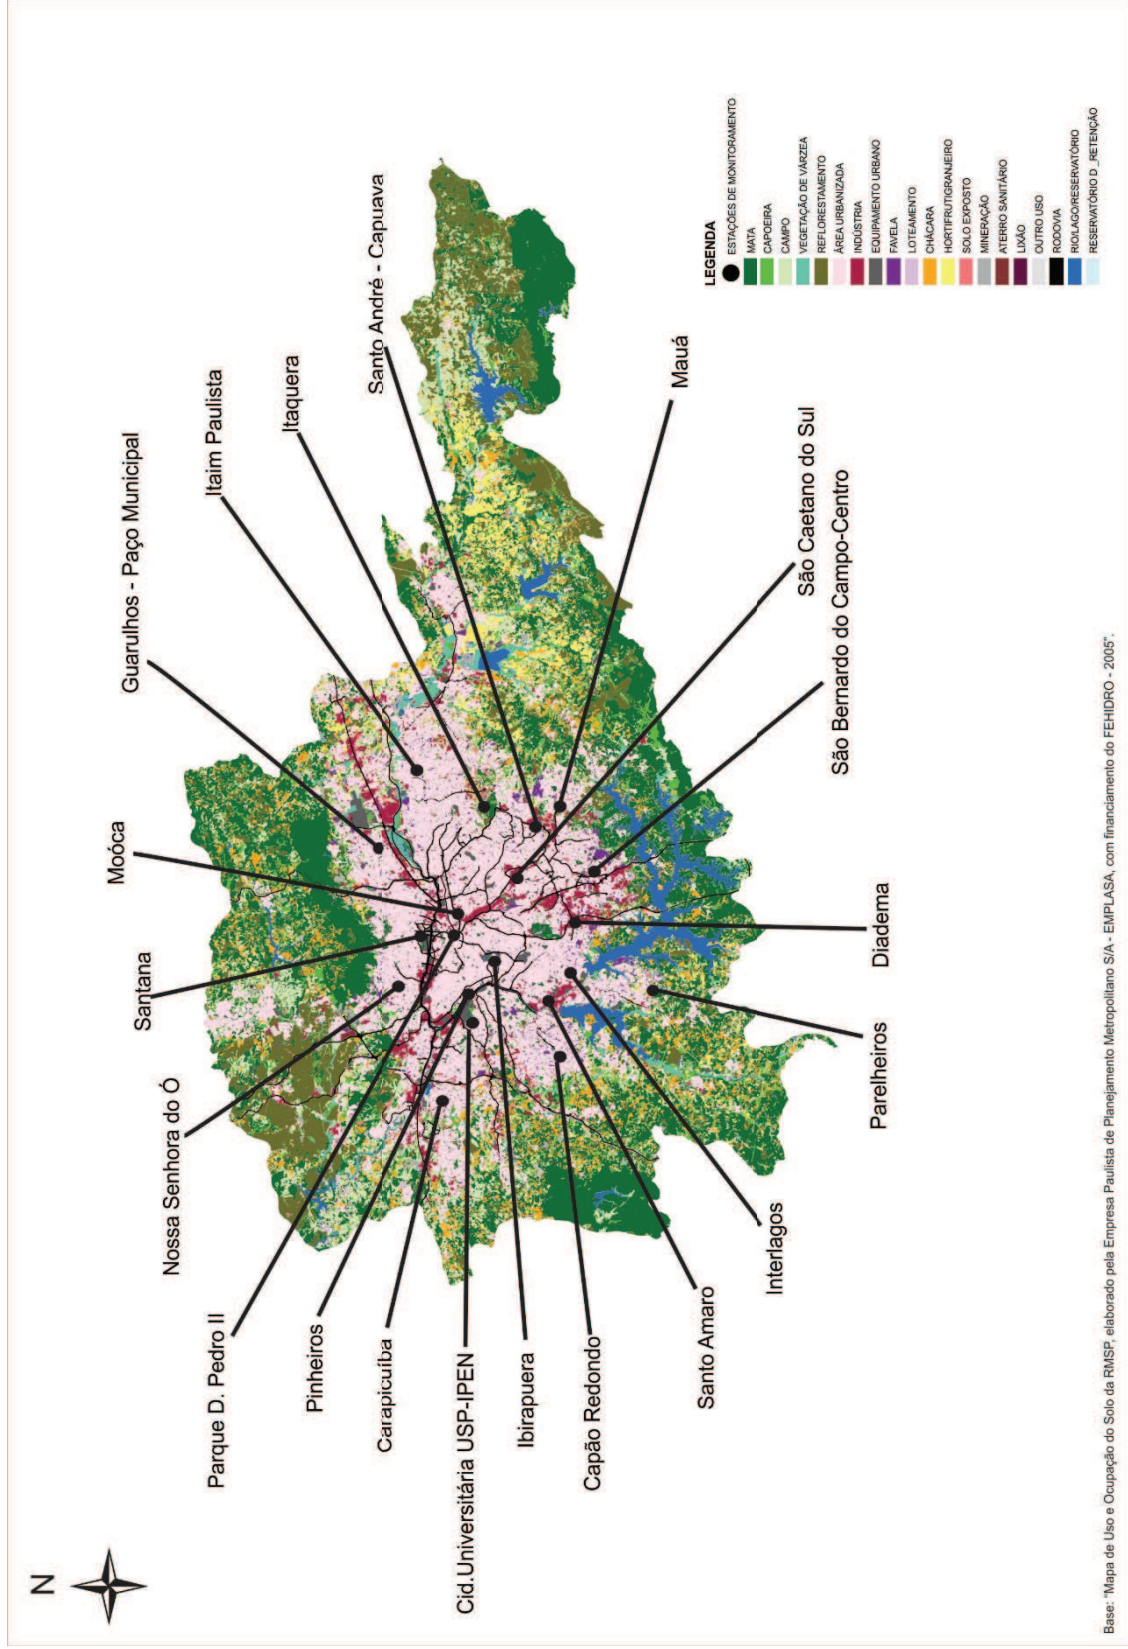 N
Moóca
Guarulhos - Paço Municipal
Santana
Itaim Paulista
Nossa Senhora do Ó
Itaquera
Parque D. Pedro II
Santo André - Capuava
Pinheiros
Carapicuíba
Cid.Universitária USP-IPEN
Ibirapuera
Capão Redondo
Mauá
Santo Amaro
São Caetano do Sul
Interlagos
São Bernardo do Campo-Centro
Parelheiros
Diadema
LEGENDA
ESTAÇÕES DE MONITORAMENTO
MATA
CAPOEIRA
CAMPO
VEGETAÇÃO DE VÁRZEA
REFLORESTAMENTO
ÁREA URBANIZADA
INDÚSTRIA
EQUIPAMENTO URBANO
FAVELA
LOTEAMENTO
CHÁCARA
HORTIFRUTIGRANJEIRO
SOLO EXPOSTO
MINERAÇÃO
ATERRO SANITÁRIO
LIXÃO
OUTRO USO
RODOVIA
RIO/LAGO/RESERVATÓRIO
RESERVATÓRIO D_RETENÇÃO
Base: "Mapa de Uso e Ocupação do Solo da RMSP, elaborado pela Empresa Paulista de Planejamento Metropolitano S/A - EMPLASA, com financiamento do FEHIDRO - 2005".